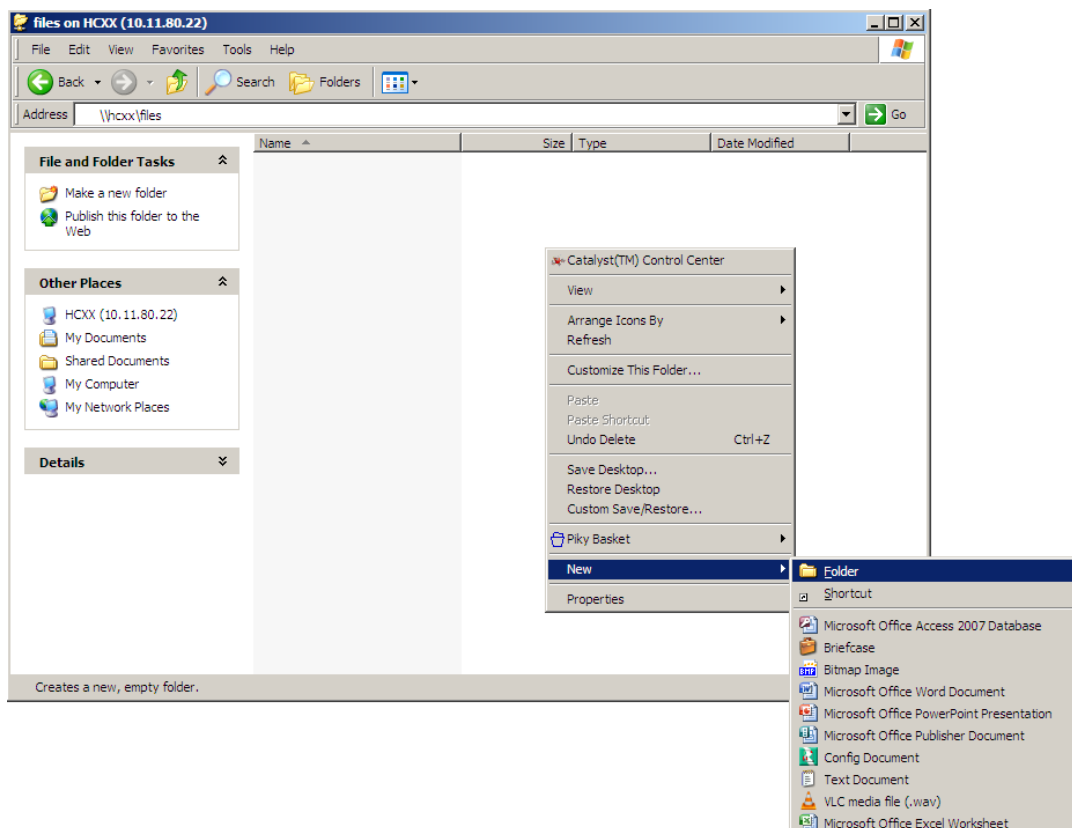 files on HCXX (10.11.80.22)
File Edit View Favorites Tools Help
Back Search Folders
Address \\hcxx\files Go
Name Size Type Date Modified
File and Folder Tasks
Make a new folder
Publish this folder to the
Web
Other Places
HCXX (10.11.80.22)
My Documents
Shared Documents
My Computer
My Network Places
Details
Catalyst(TM) Control Center
View
Arrange Icons By
Refresh
Customize This Folder...
Paste
Paste Shortcut
Undo Delete Ctrl+Z
Save Desktop...
Restore Desktop
Custom Save/Restore...
Piky Basket
New
Properties
Folder
Shortcut
Microsoft Office Access 2007 Database
Briefcase
BMP Bitmap Image
Microsoft Office Word Document
Microsoft Office PowerPoint Presentation
Microsoft Office Publisher Document
Config Document
Text Document
VLC media file (.wav)
Microsoft Office Excel Worksheet
Creates a new, empty folder.